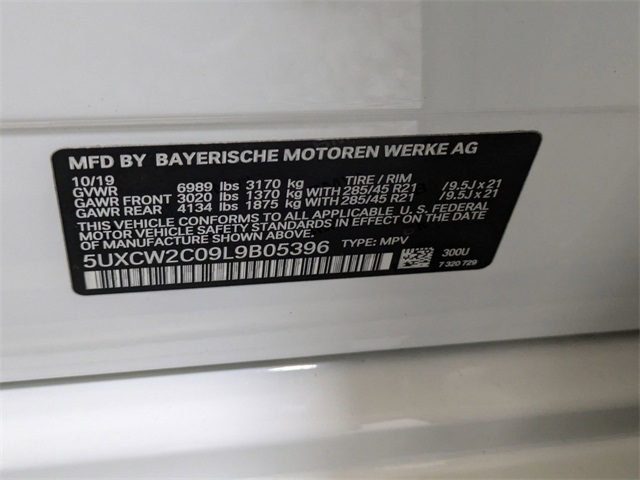 MFD BY BAYERISCHE MOTOREN WERKE AG
10/19 TIRE / RIM
GVWR 6989 lbs 3170 kg
GAWR FRONT 3020 lbs 1370 kg WITH 285/45 R21 /9.5J x 21
GAWR REAR 4134 lbs 1875 kg WITH 285/45 R21 /9.5J x 21
THIS VEHICLE CONFORMS TO ALL APPLICABLE U. S. FEDERAL
MOTOR VEHICLE SAFETY STANDARDS IN EFFECT ON THE
DATE OF MANUFACTURE SHOWN ABOVE.
5UXCW2C09L9B05396 TYPE: MPV
300U
7 320 729